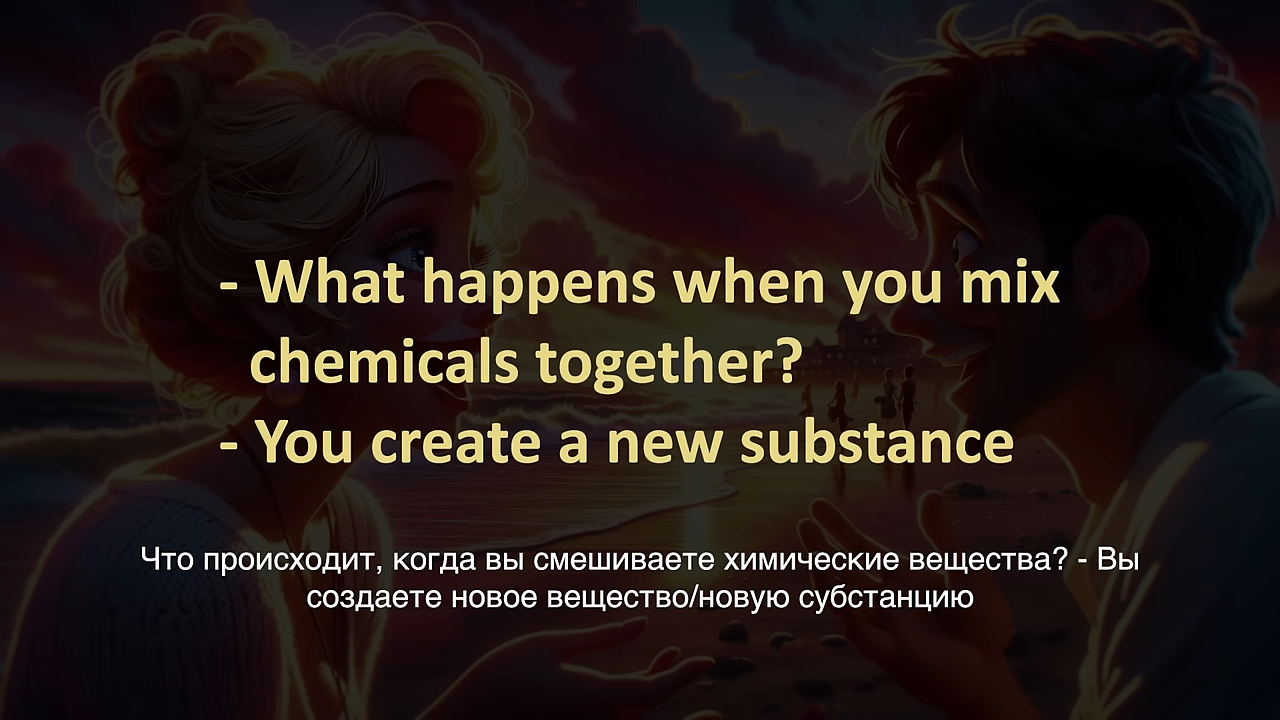 - What happens when you mix
chemicals together?
- You create a new substance
Что происходит, когда вы смешиваете химические вещества? - Вы
создаете новое вещество/новую субстанцию